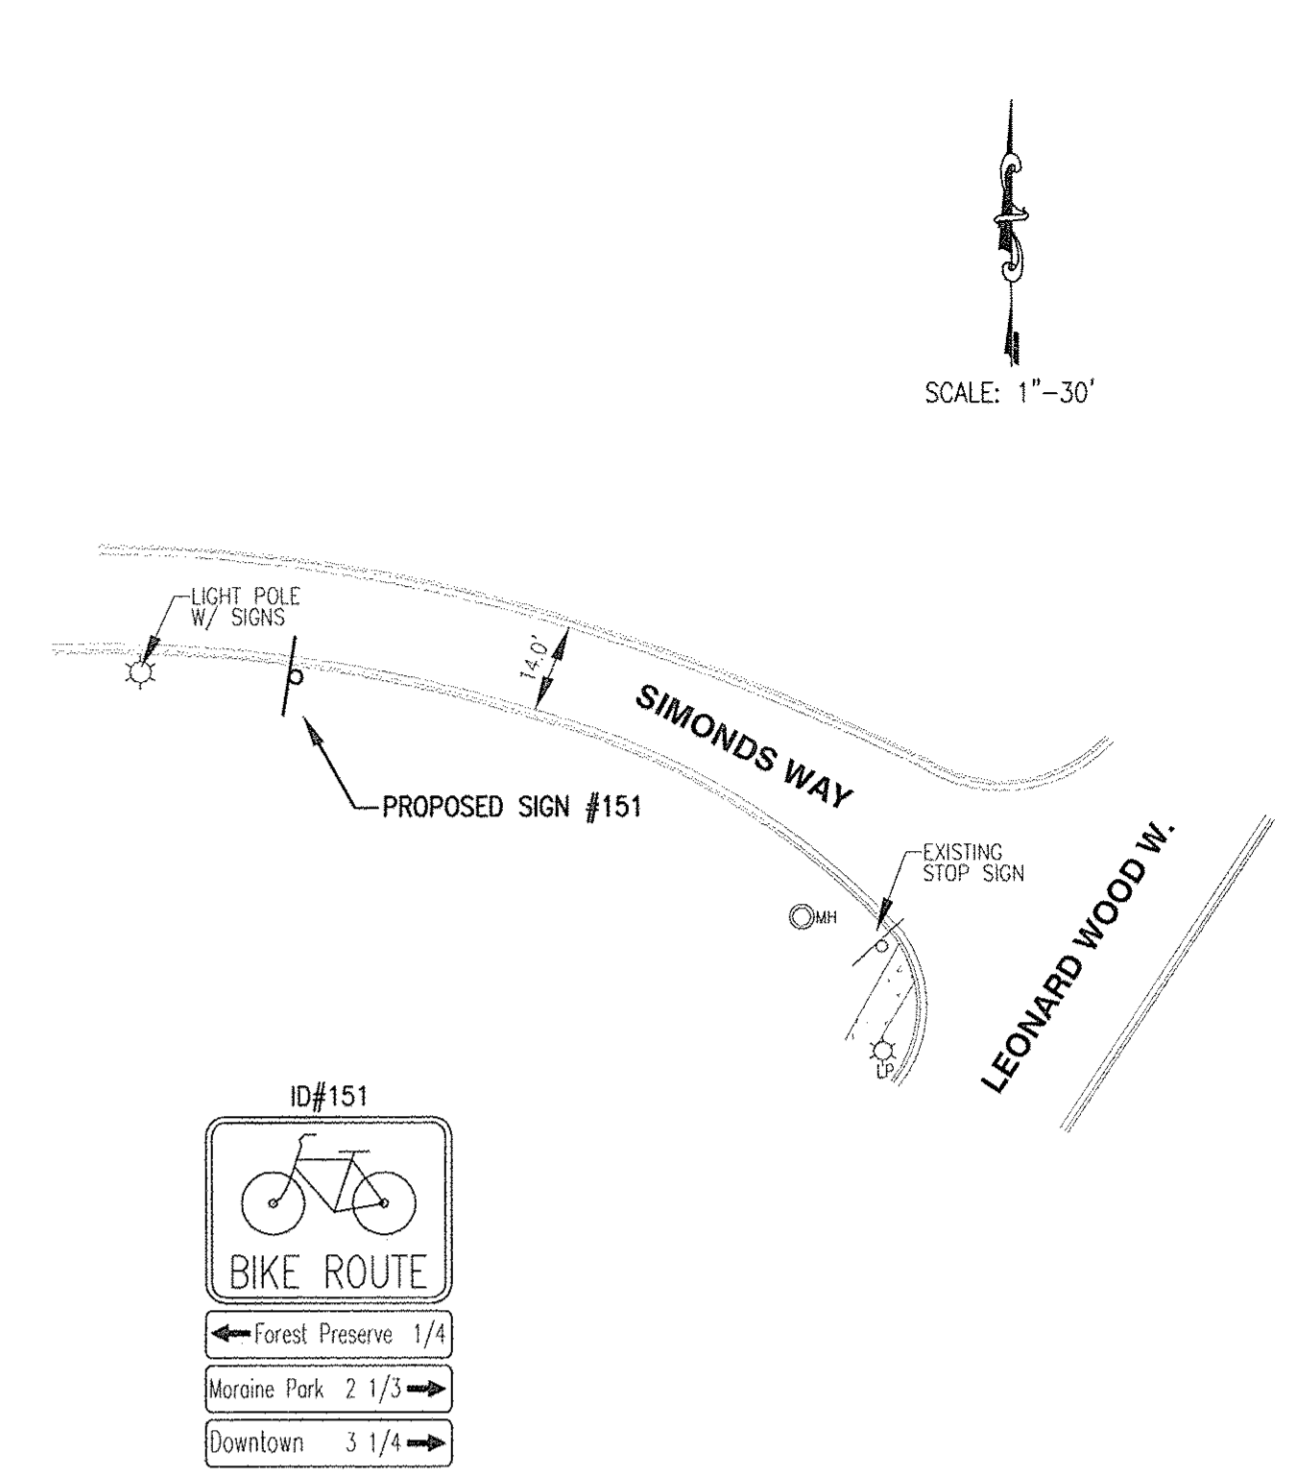 SCALE: 1"-30'
LIGHT POLE
W/ SIGNS
14.0'
SIMONDS WAY
PROPOSED SIGN #151
EXISTING
STOP SIGN
MH
LEONARD WOOD W.
LP
ID#151
BIKE ROUTE
Forest Preserve 1/4
Moraine Park 2 1/3
Downtown 3 1/4